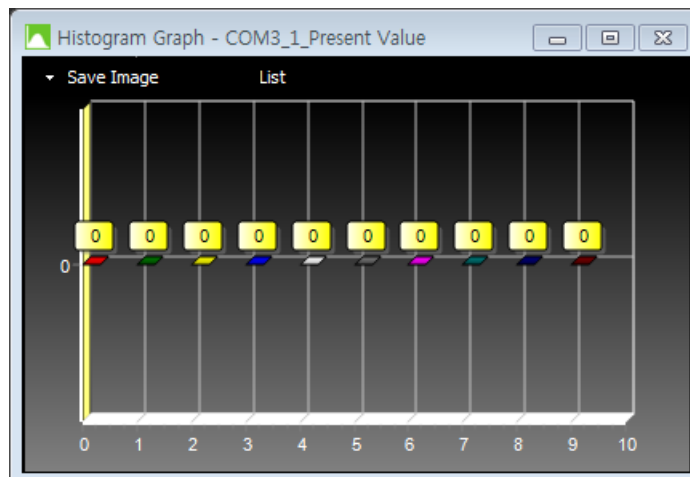 Histogram Graph - COM3_1_Present Value
Save Image List
0 0 0 0 0 0 0 0 0 0
0
0 1 2 3 4 5 6 7 8 9 10